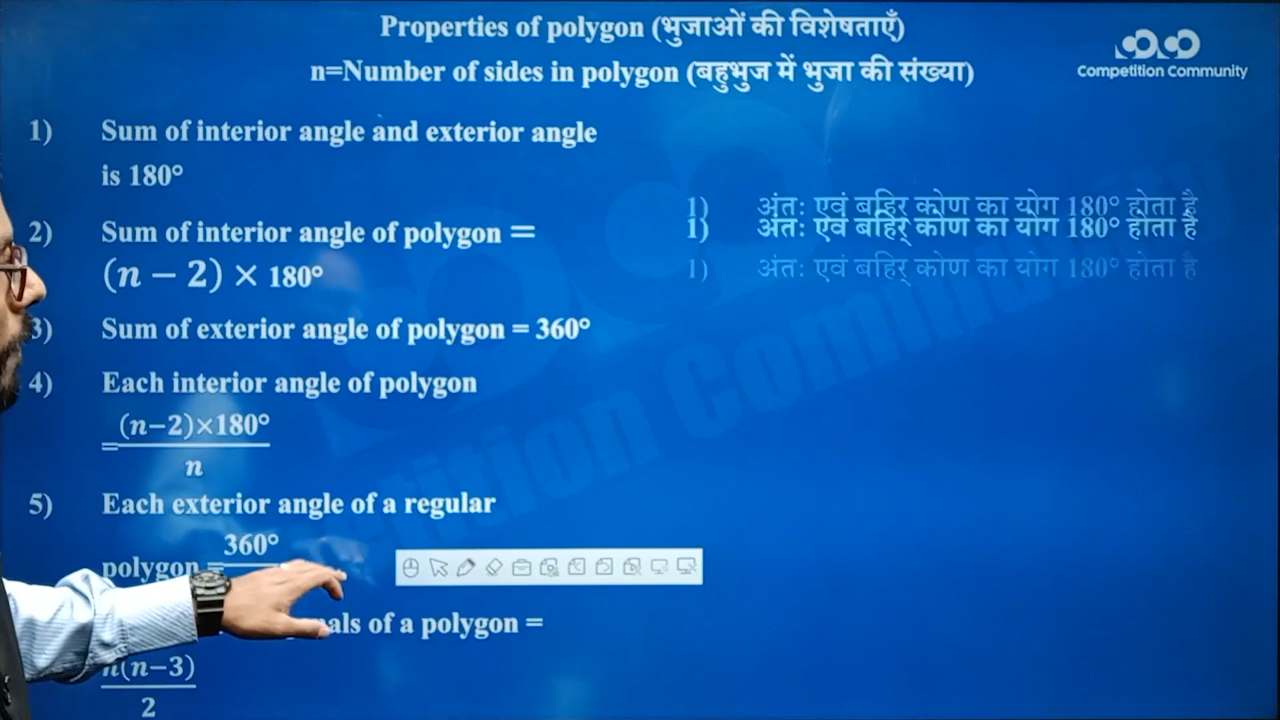 Properties of polygon (भुजाओं की विशेषताएँ)
n=Number of sides in polygon (बहुभुज में भुजा की संख्या)
Competition Community
1) Sum of interior angle and exterior angle
is 180°
2) Sum of interior angle of polygon =
(n − 2) × 180°
3) Sum of exterior angle of polygon = 360°
4) Each interior angle of polygon
=(n−2)×180°
n
5) Each exterior angle of a regular
360°
polygon =
of a polygon =
n(n−3)
2
1) अंतः एवं बहिर् कोण का योग 180° होता है
1) अंतः एवं बहिर् कोण का योग 180° होता है
1) अंतः एवं बहिर् कोण का योग 180° होता है
Community